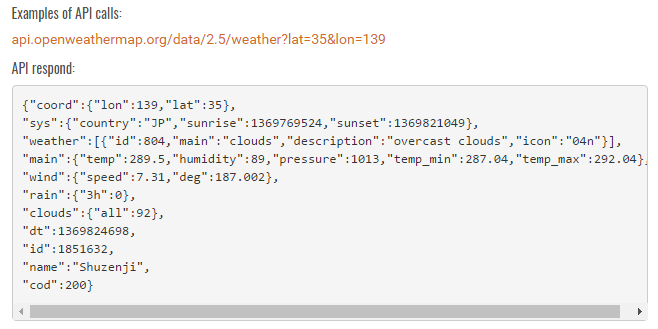 Examples of API calls:
api.openweathermap.org/data/2.5/weather?lat=35&lon=139
API respond:
{"coord":{"lon":139,"lat":35},
"sys":{"country":"JP","sunrise":1369769524,"sunset":1369821049},
"weather":[{"id":804,"main":"clouds","description":"overcast clouds","icon":"04n"}],
"main":{"temp":289.5,"humidity":89,"pressure":1013,"temp_min":287.04,"temp_max":292.04},
"wind":{"speed":7.31,"deg":187.002},
"rain":{"3h":0},
"clouds":{"all":92},
"dt":1369824698,
"id":1851632,
"name":"Shuzenji",
"cod":200}